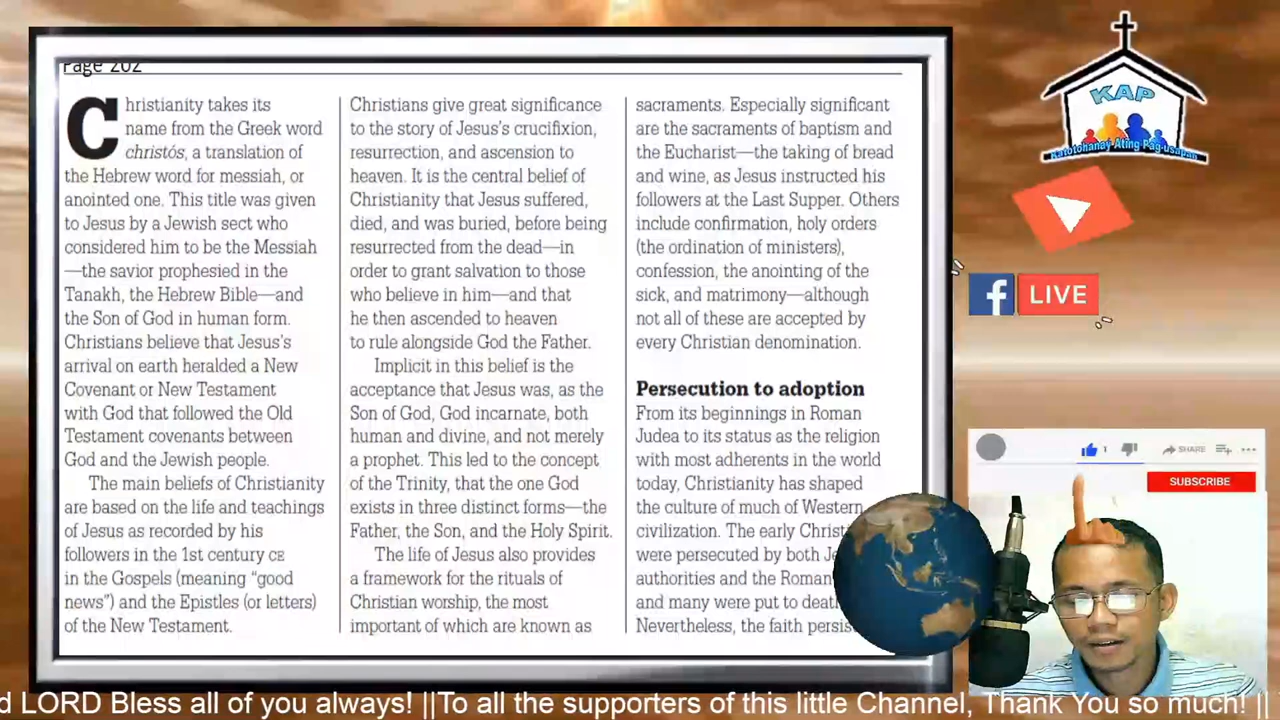 Page 202
Christianity takes its
name from the Greek word
christós, a translation of
the Hebrew word for messiah, or
anointed one. This title was given
to Jesus by a Jewish sect who
considered him to be the Messiah
—the savior prophesied in the
Tanakh, the Hebrew Bible—and
the Son of God in human form.
Christians believe that Jesus's
arrival on earth heralded a New
Covenant or New Testament
with God that followed the Old
Testament covenants between
God and the Jewish people.
The main beliefs of Christianity
are based on the life and teachings
of Jesus as recorded by his
followers in the 1st century CE
in the Gospels (meaning "good
news") and the Epistles (or letters)
of the New Testament.
Christians give great significance
to the story of Jesus's crucifixion,
resurrection, and ascension to
heaven. It is the central belief of
Christianity that Jesus suffered,
died, and was buried, before being
resurrected from the dead—in
order to grant salvation to those
who believe in him—and that
he then ascended to heaven
to rule alongside God the Father.
Implicit in this belief is the
acceptance that Jesus was, as the
Son of God, God incarnate, both
human and divine, and not merely
a prophet. This led to the concept
of the Trinity, that the one God
exists in three distinct forms—the
Father, the Son, and the Holy Spirit.
The life of Jesus also provides
a framework for the rituals of
Christian worship, the most
important of which are known as
sacraments. Especially significant
are the sacraments of baptism and
the Eucharist—the taking of bread
and wine, as Jesus instructed his
followers at the Last Supper. Others
include confirmation, holy orders
(the ordination of ministers),
confession, the anointing of the
sick, and matrimony—although
not all of these are accepted by
every Christian denomination.
Persecution to adoption
From its beginnings in Roman
Judea to its status as the religion
with most adherents in the world
today, Christianity has shaped
the culture of much of Western
civilization. The early
were persecuted by both
authorities and the Roman
and many were put to
Nevertheless, the faith
KAP
Katotohanay Ating Pag-usapan
f LIVE
1 SHARE
SUBSCRIBE
LORD Bless all of you always! ||To all the supporters of this little Channel, Thank You so much! ||